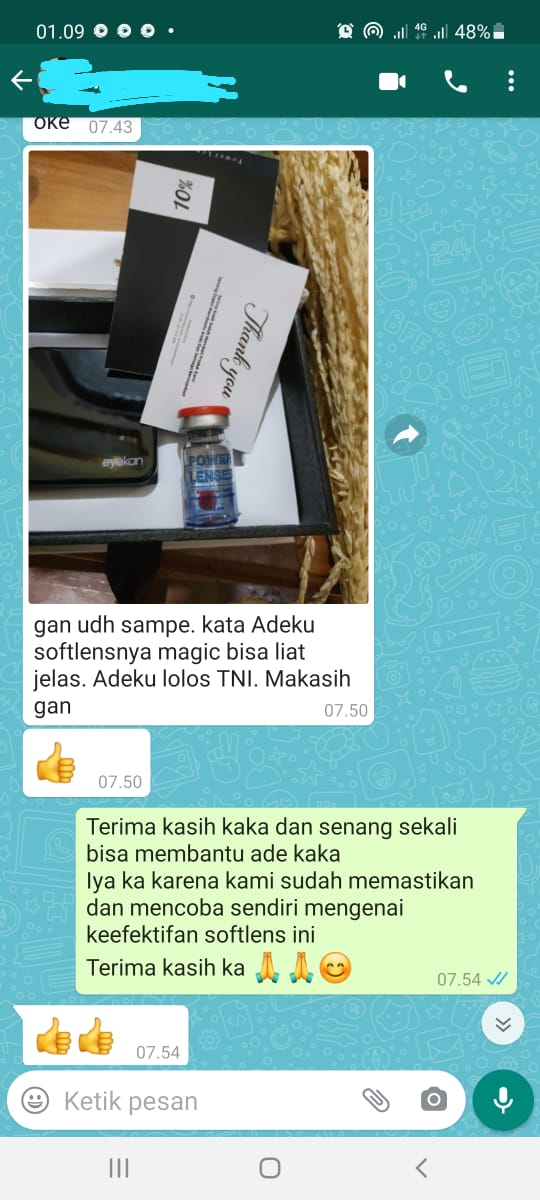 01.09
4G
48%
oke 07.43
Power Le
10%
Thank you
eyekon
POWER
LENSES
gan udh sampe. kata Adeku
softlensnya magic bisa liat
jelas. Adeku lolos TNI. Makasih
gan
07.50
07.50
Terima kasih kaka dan senang sekali
bisa membantu ade kaka
Iya ka karena kami sudah memastikan
dan mencoba sendiri mengenai
keefektifan softlens ini
Terima kasih ka 🙏 🙏😊
07.54
07.54
Ketik pesan